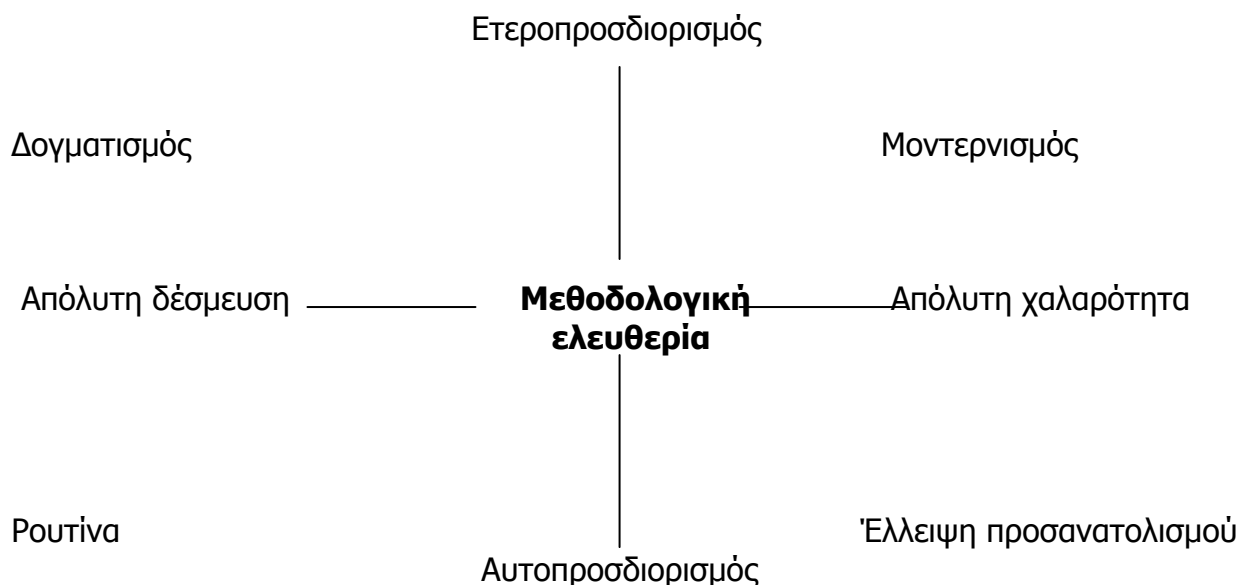 Ετεροπροσδιορισμός
Δογματισμός
Μοντερνισμός
Απόλυτη δέσμευση
Μεθοδολογική
ελευθερία
Απόλυτη χαλαρότητα
Ρουτίνα
Έλλειψη προσανατολισμού
Αυτοπροσδιορισμός